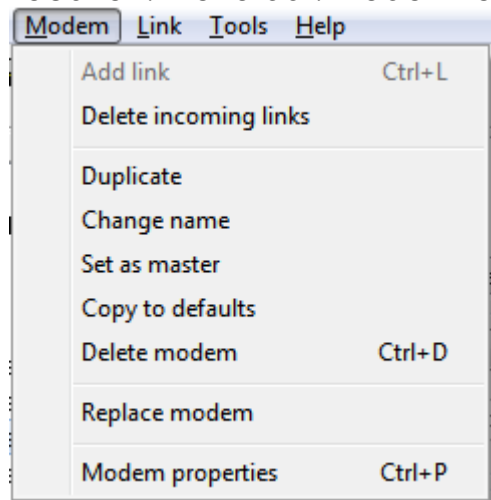 Modem Link Tools Help
Add link Ctrl+L
Delete incoming links
Duplicate
Change name
Set as master
Copy to defaults
Delete modem Ctrl+D
Replace modem
Modem properties Ctrl+P